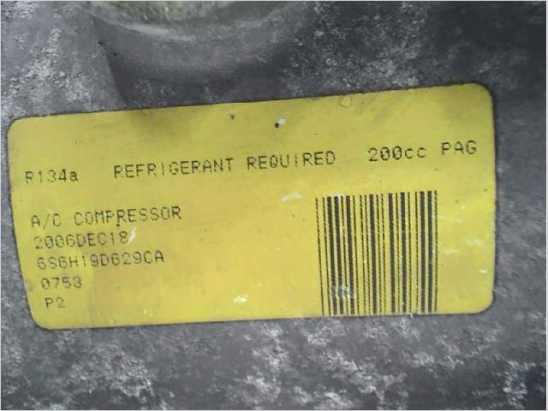 R134a REFRIGERANT REQUIRED 200cc PAG
A/C COMPRESSOR
2006DEC18
6S6H19D629CA
0753
P2